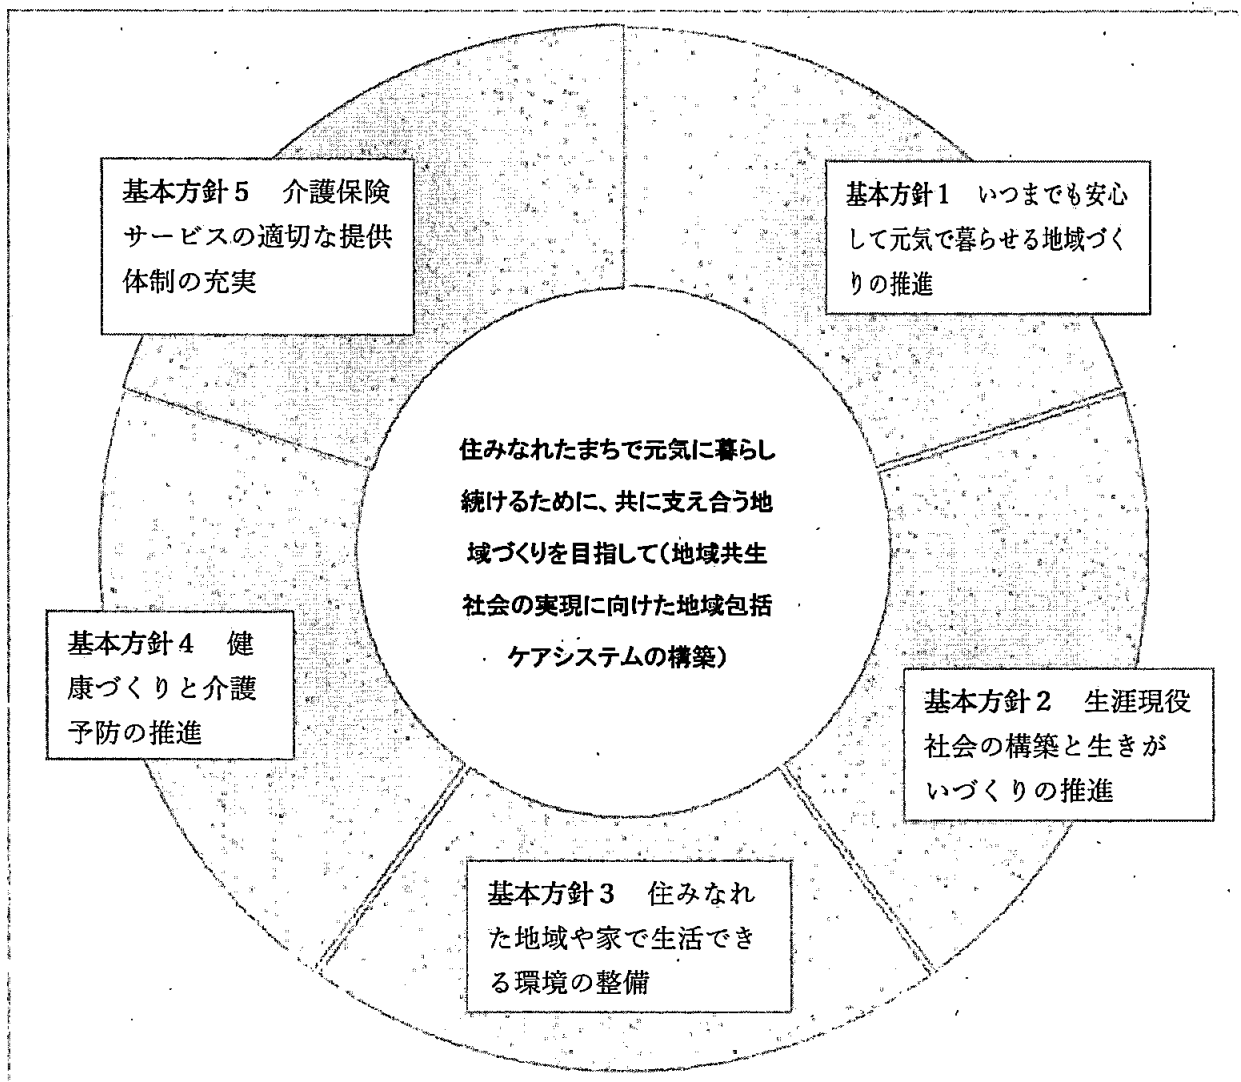 基本方針5　介護保険
サービスの適切な提供
体制の充実
基本方針1　いつまでも安心
して元気で暮らせる地域づく
りの推進
住みなれたまちで元気に暮らし
続けるために、共に支え合う地
域づくりを目指して（地域共生
社会の実現に向けた地域包括
ケアシステムの構築）
基本方針4　健
康づくりと介護
予防の推進
基本方針2　生涯現役
社会の構築と生きが
いづくりの推進
基本方針3　住みなれ
た地域や家で生活でき
る環境の整備